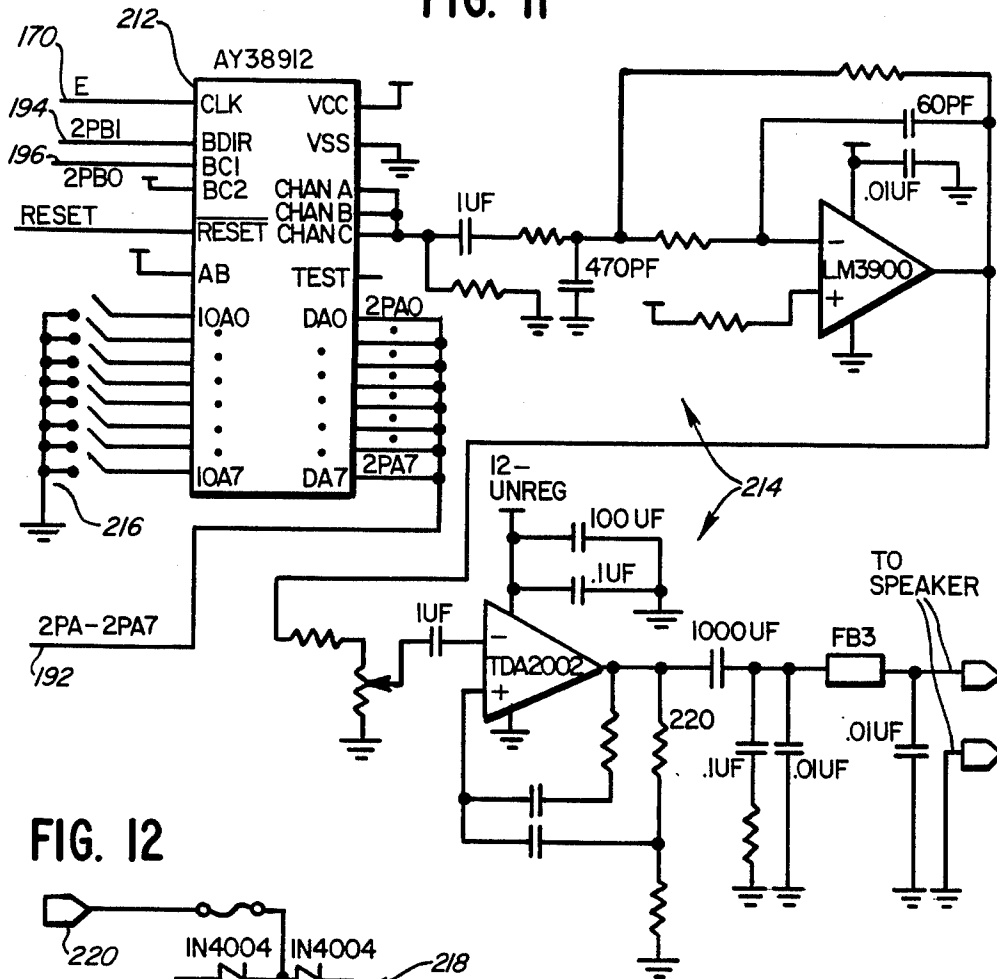 FIG. 11
212
170
AY38912
E
CLK
VCC
60PF
194
2PB1
BDIR
VSS
196
BC1
2PB0
BC2
CHAN A
.01UF
CHAN B
1UF
RESET
RESET
CHAN C
LM3900
470PF
AB
TEST
2PA0
IOA0
DA0
2PA7
IOA7
DA7
216
12-
UNREG
214
100UF
.1UF
TO
SPEAKER
2PA-2PA7
192
1UF
TDA2002
1000UF
FB3
220
.1UF
.01UF
.01UF
FIG. 12
220
IN4004
IN4004
218